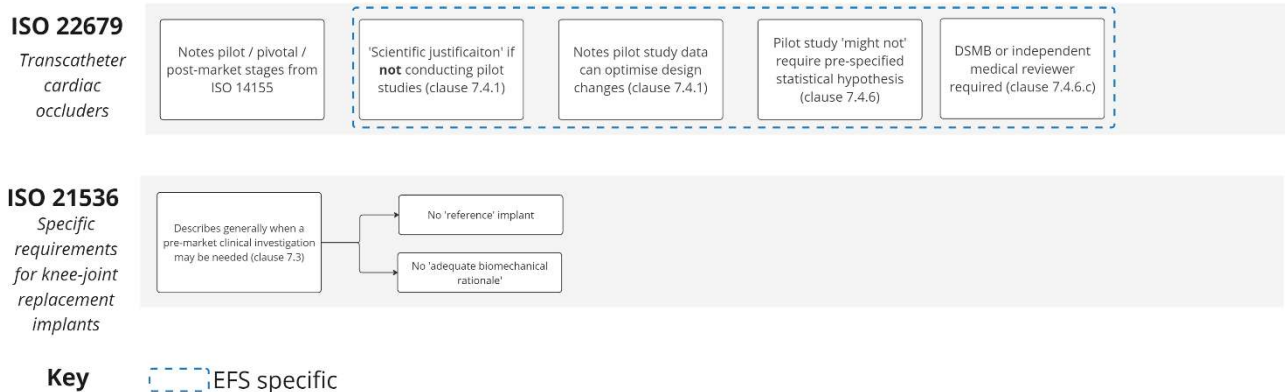 ISO 22679
Transcatheter
cardiac
occluders
Notes pilot / pivotal /
post-market stages from
ISO 14155
'Scientific justificaiton' if
not conducting pilot
studies (clause 7.4.1)
Notes pilot study data
can optimise design
changes (clause 7.4.1)
Pilot study 'might not'
require pre-specified
statistical hypothesis
(clause 7.4.6)
DSMB or independent
medical reviewer
required (clause 7.4.6.c)
ISO 21536
Specific
requirements
for knee-joint
replacement
implants
Describes generally when a
pre-market clinical investigation
may be needed (clause 7.3)
No 'reference' implant
No 'adequate biomechanical
rationale'
Key
EFS specific